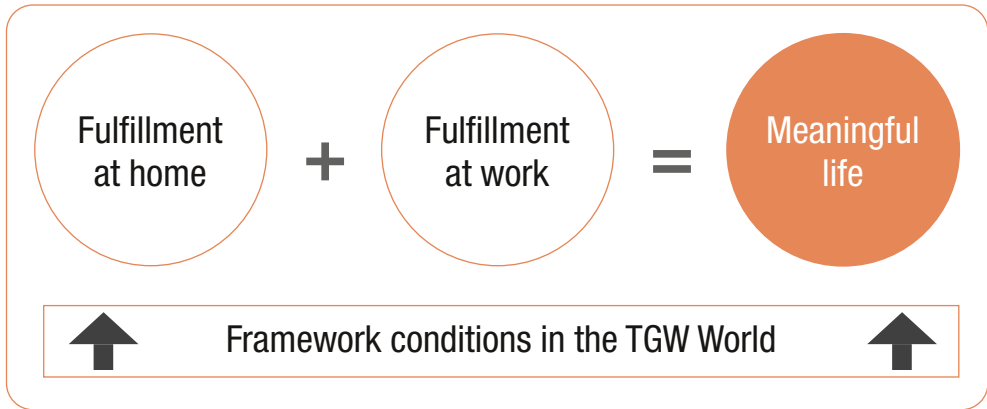 Fulfillment
at home
+
Fulfillment
at work
=
Meaningful
life
Framework conditions in the TGW World